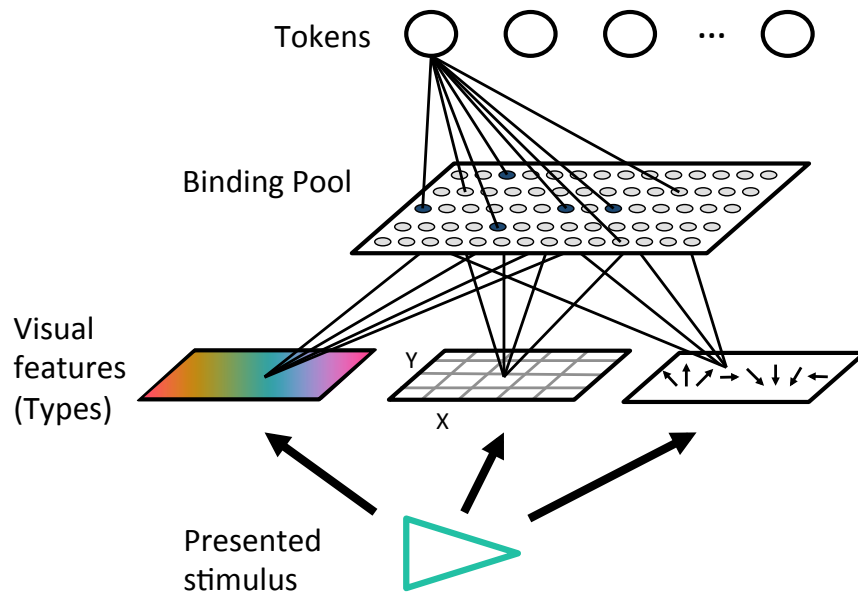 Tokens
...
Binding Pool
Visual
features
(Types)
Y
X
Presented
stimulus